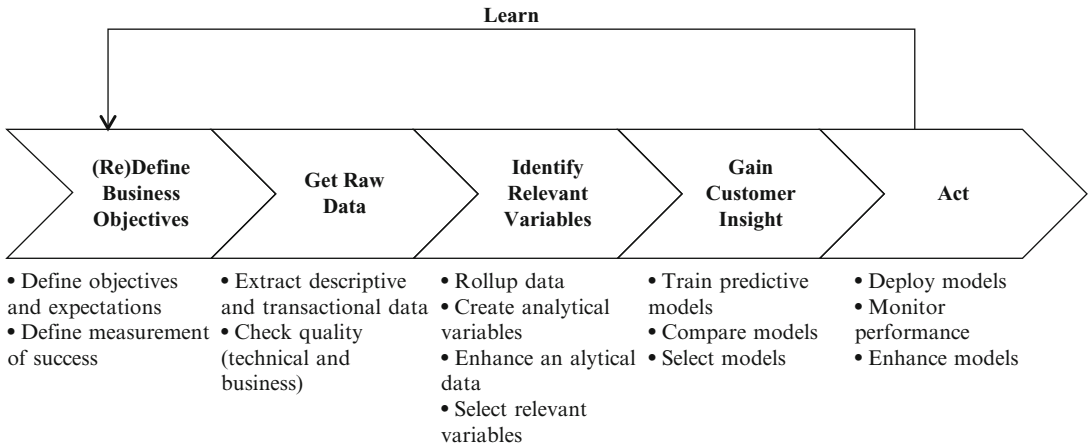 Learn
(Re)Define
Business
Objectives
Get Raw
Data
Identify
Relevant
Variables
Gain
Customer
Insight
Act
• Define objectives
and expectations
• Define measurement
of success
• Extract descriptive
and transactional data
• Check quality
(technical and
business)
• Rollup data
• Create analytical
variables
• Enhance an alytical
data
• Select relevant
variables
• Train predictive
models
• Compare models
• Select models
• Deploy models
• Monitor
performance
• Enhance models